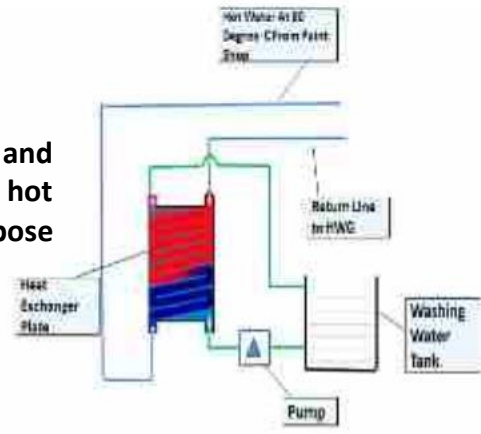 Hot Water At 80
Degree-C From Paint
Shop
and
hot
pose
Return Line
to HWG
Heat
Exchanger
Plate
Washing
Water
Tank.
Pump